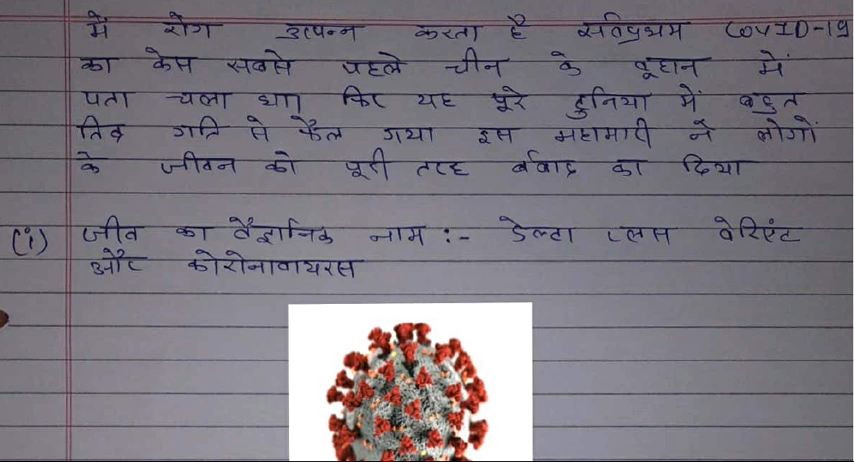 में रोग उत्पन्न करता है सर्वप्रथम COVID-19
का केस सबसे पहले चीन के वूहान में
पता चला था। फिर यह पूरे दुनिया में बहुत
तिव्र गति से फैल गया इस महामारी ने लोगों
के जीवन को पूरी तरह बर्बाद का दिया
(i) जीव का वैज्ञानिक नाम :- डेल्टा प्लस वेरिएंट
और कोरोनावायरस